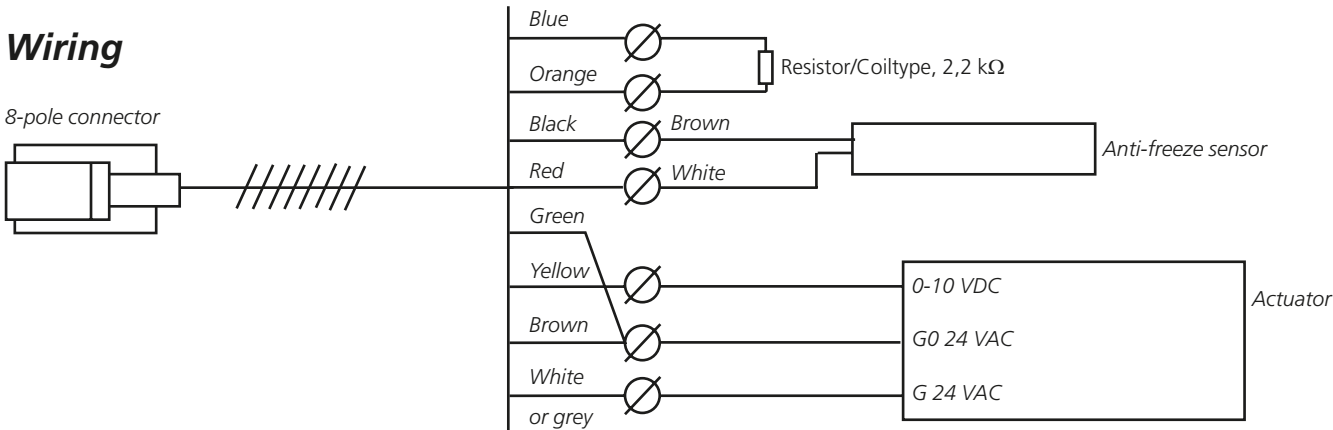 Wiring
8-pole connector
Blue
Orange
Resistor/Coiltype, 2,2 kΩ
Black
Brown
Red
White
Anti-freeze sensor
Green
Yellow
0-10 VDC
Actuator
Brown
G0 24 VAC
White
or grey
G 24 VAC